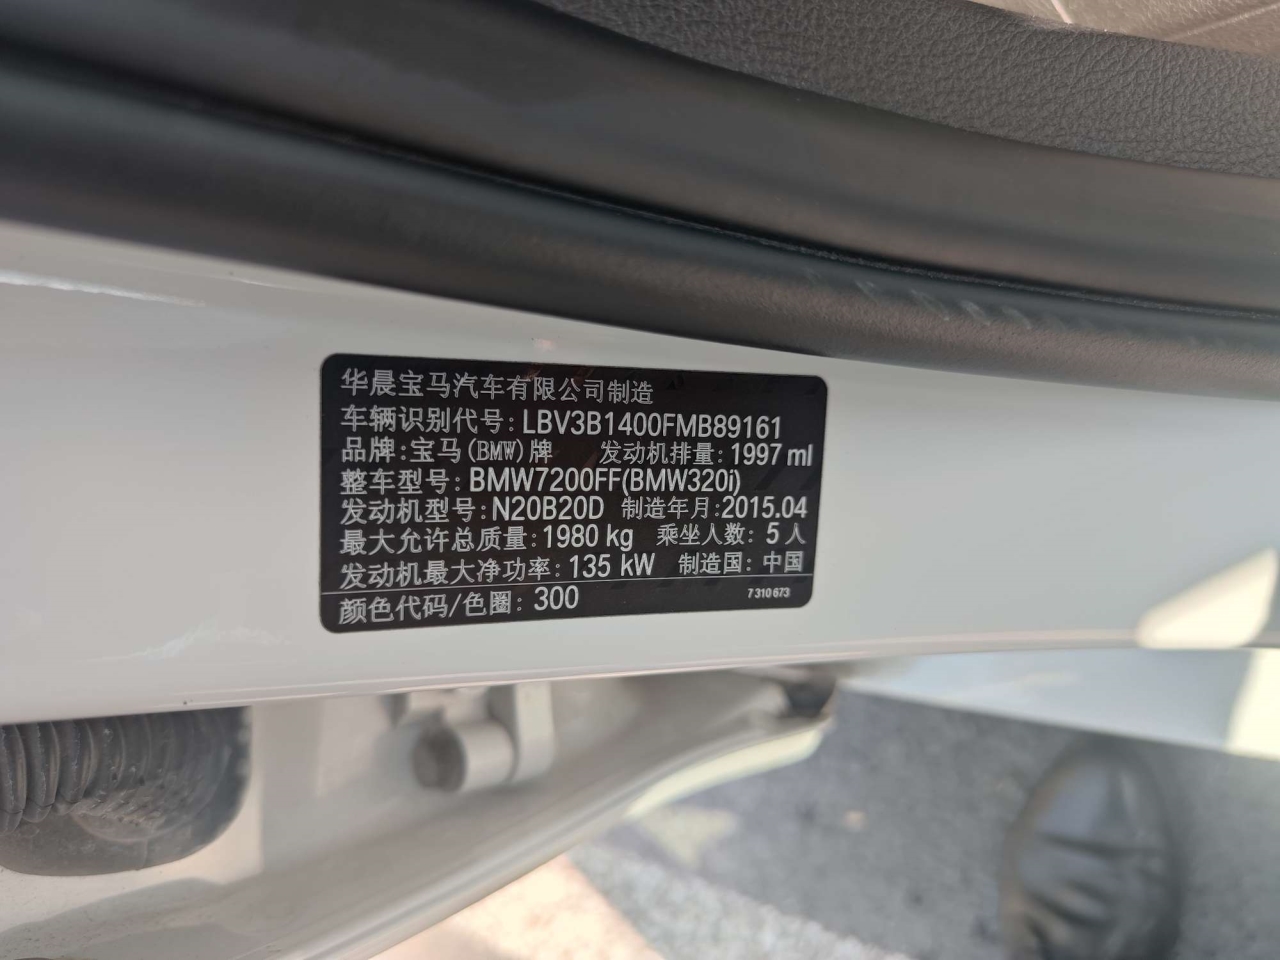 华晨宝马汽车有限公司制造
车辆识别代号: LBV3B1400FMB89161
品牌: 宝马(BMW)牌 发动机排量: 1997 ml
整车型号: BMW7200FF(BMW320i)
发动机型号: N20B20D 制造年月: 2015.04
最大允许总质量: 1980 kg 乘坐人数: 5 人
发动机最大净功率: 135 kW 制造国: 中国
颜色代码/色圈: 300 7 310 673